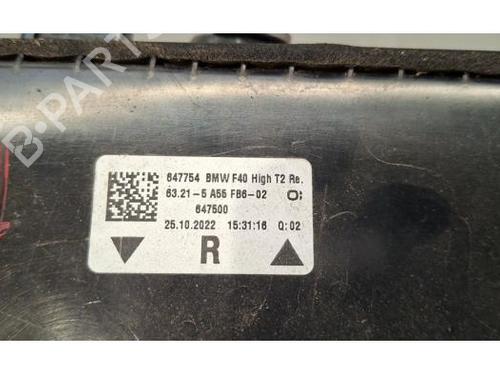 B-PARTS
647754 BMW F40 High T2 Re.
63.21-5 A55 FB6-02 O;
647500
25.10.2022 15:31:16 Q:02
R